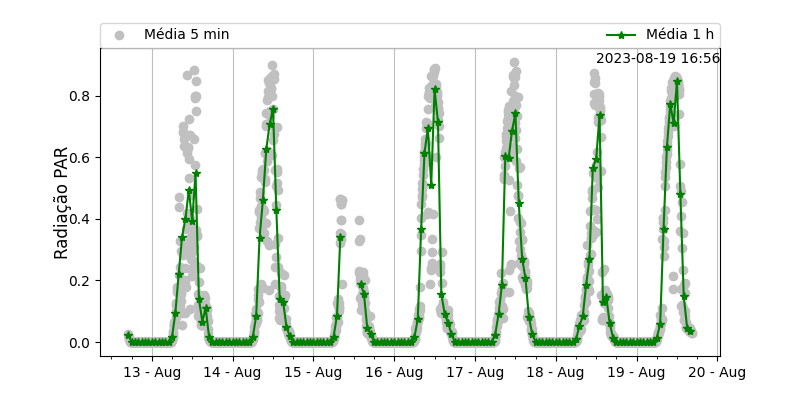 Média 5 min
Média 1 h
2023-08-19 16:56
Radiação PAR
0.8
0.6
0.4
0.2
0.0
13 - Aug
14 - Aug
15 - Aug
16 - Aug
17 - Aug
18 - Aug
19 - Aug
20 - Aug